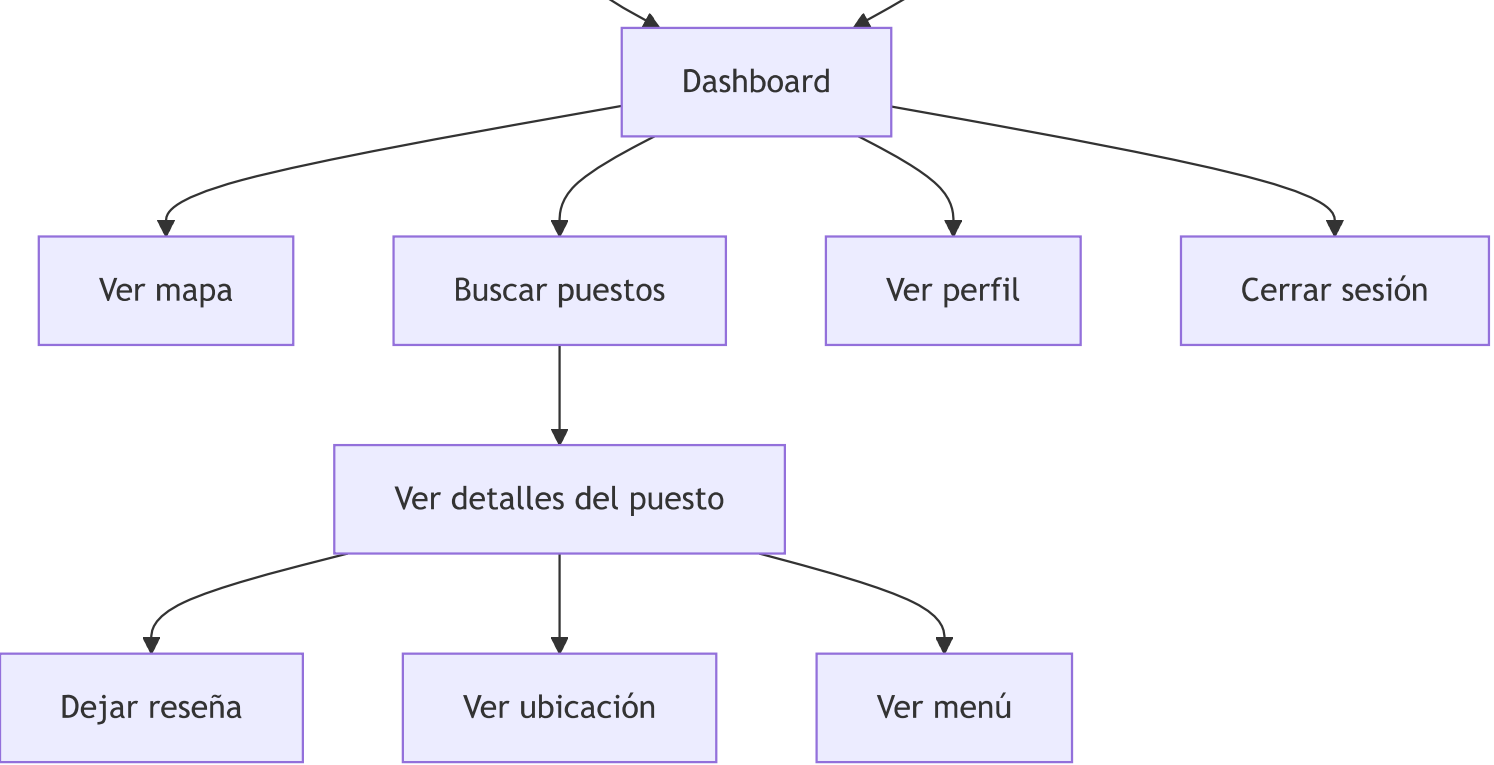 Dashboard
Ver mapa
Buscar puestos
Ver perfil
Cerrar sesión
Ver detalles del puesto
Dejar reseña
Ver ubicación
Ver menú